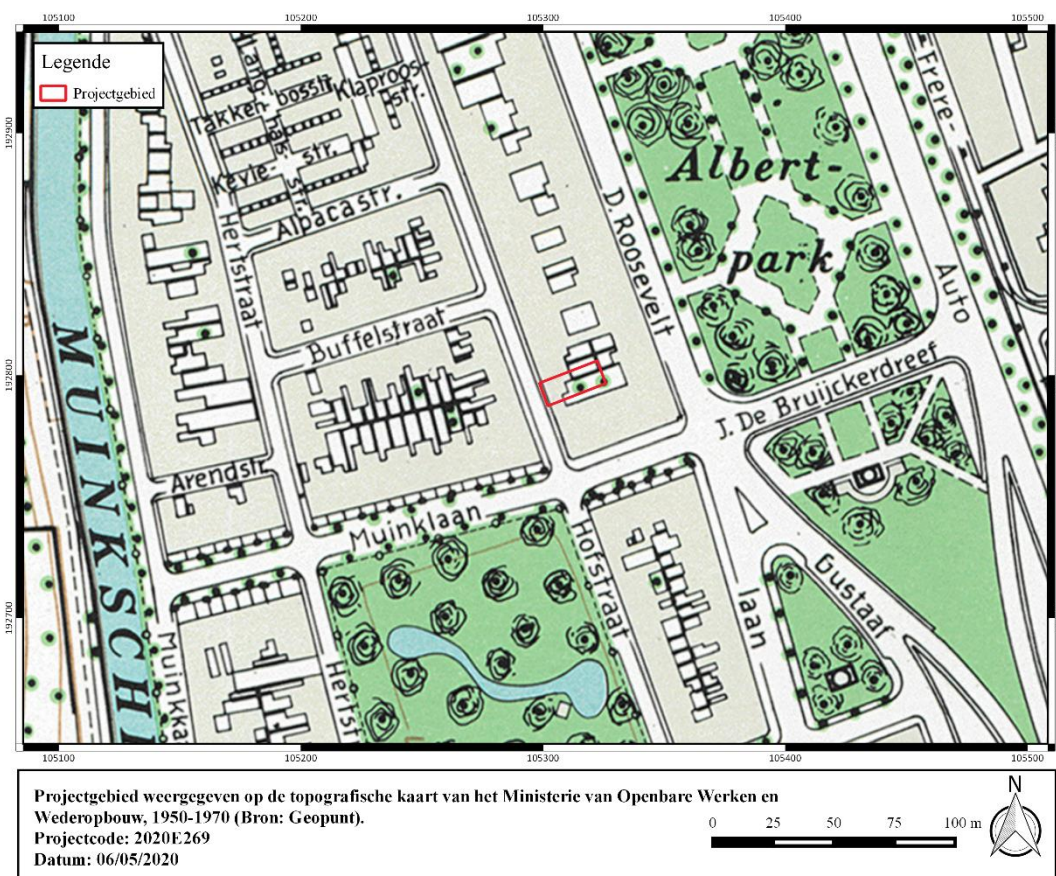 105100
105200
105300
105400
105500
Legende
Projectgebied
192900
192800
192700
Takken-
bosstr.
Klaproos-
str.
Kevie-
str.
Alpacastr.
Hertstraat
Buffelstraat
Arendstr.
MUINKSCH
Muinklaan
Muinkka
Hertst
Hofstraat
D. ROOSEVELT
laan
Albert-
park
Frere-
Auto
J. De Bruijckerdreef
Gustaaf
105100
105200
105300
105400
105500
Projectgebied weergegeven op de topografische kaart van het Ministerie van Openbare Werken en
Wederopbouw, 1950-1970 (Bron: Geopunt).
Projectcode: 2020E269
Datum: 06/05/2020
0
25
50
75
100 m
N